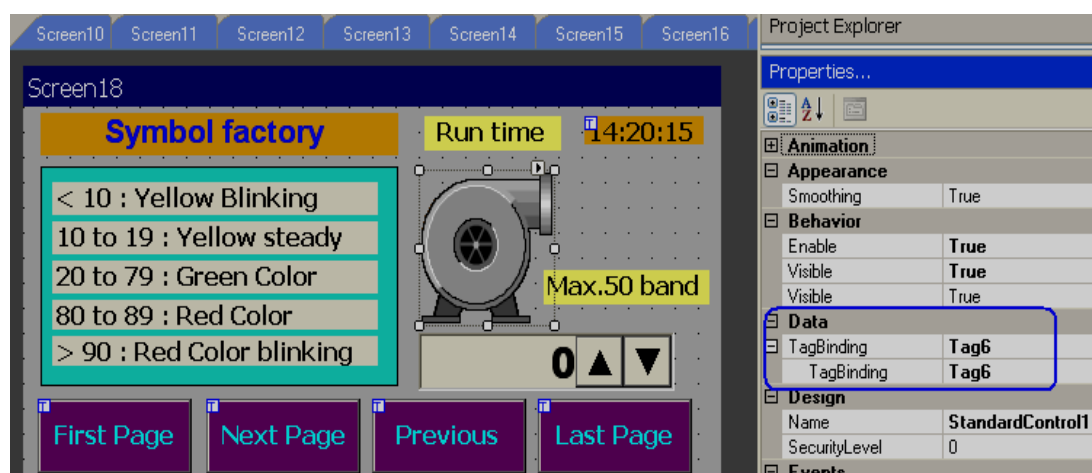 Screen10 Screen11 Screen12 Screen13 Screen14 Screen15 Screen16
Screen18
Symbol factory
Run time
14:20:15
< 10 : Yellow Blinking
10 to 19 : Yellow steady
20 to 79 : Green Color
80 to 89 : Red Color
> 90 : Red Color blinking
Max.50 band
0
First Page
Next Page
Previous
Last Page
Project Explorer
Properties...
Animation
Appearance
Smoothing True
Behavior
Enable True
Visible True
Visible True
Data
TagBinding Tag6
TagBinding Tag6
Design
Name StandardControl1
SecurityLevel 0
Events